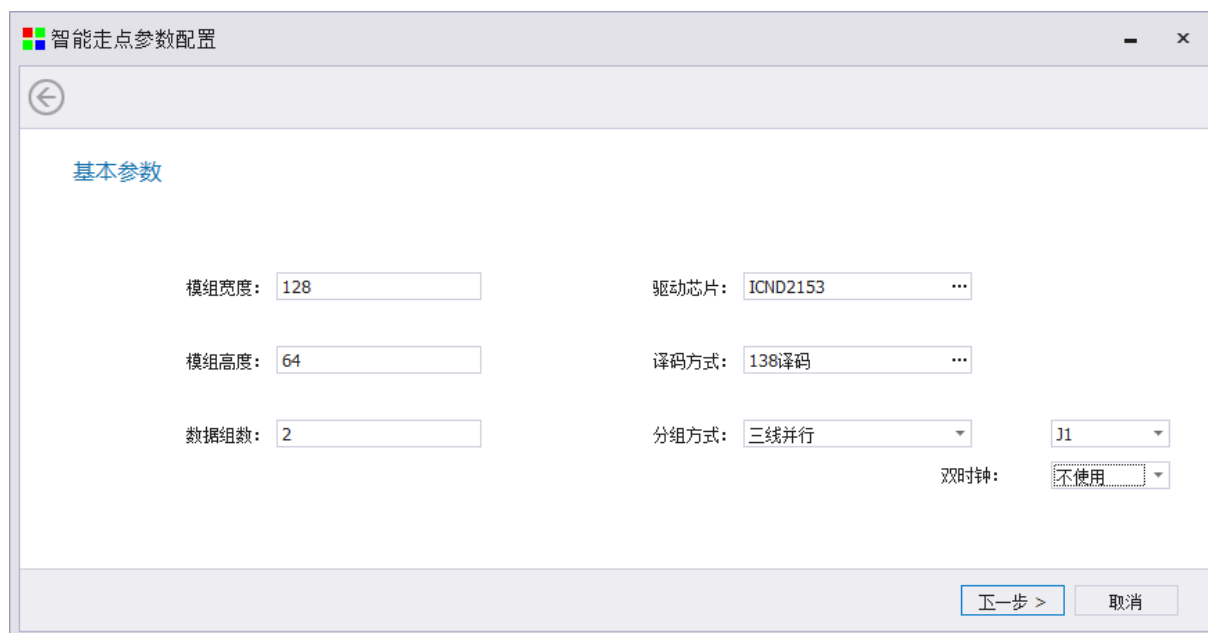 智能走点参数配置
基本参数
模组宽度： 128 驱动芯片： ICND2153 ...
模组高度： 64 译码方式： 138译码 ...
数据组数： 2 分组方式： 三线并行 J1
双时钟： 不使用
下一步 > 取消